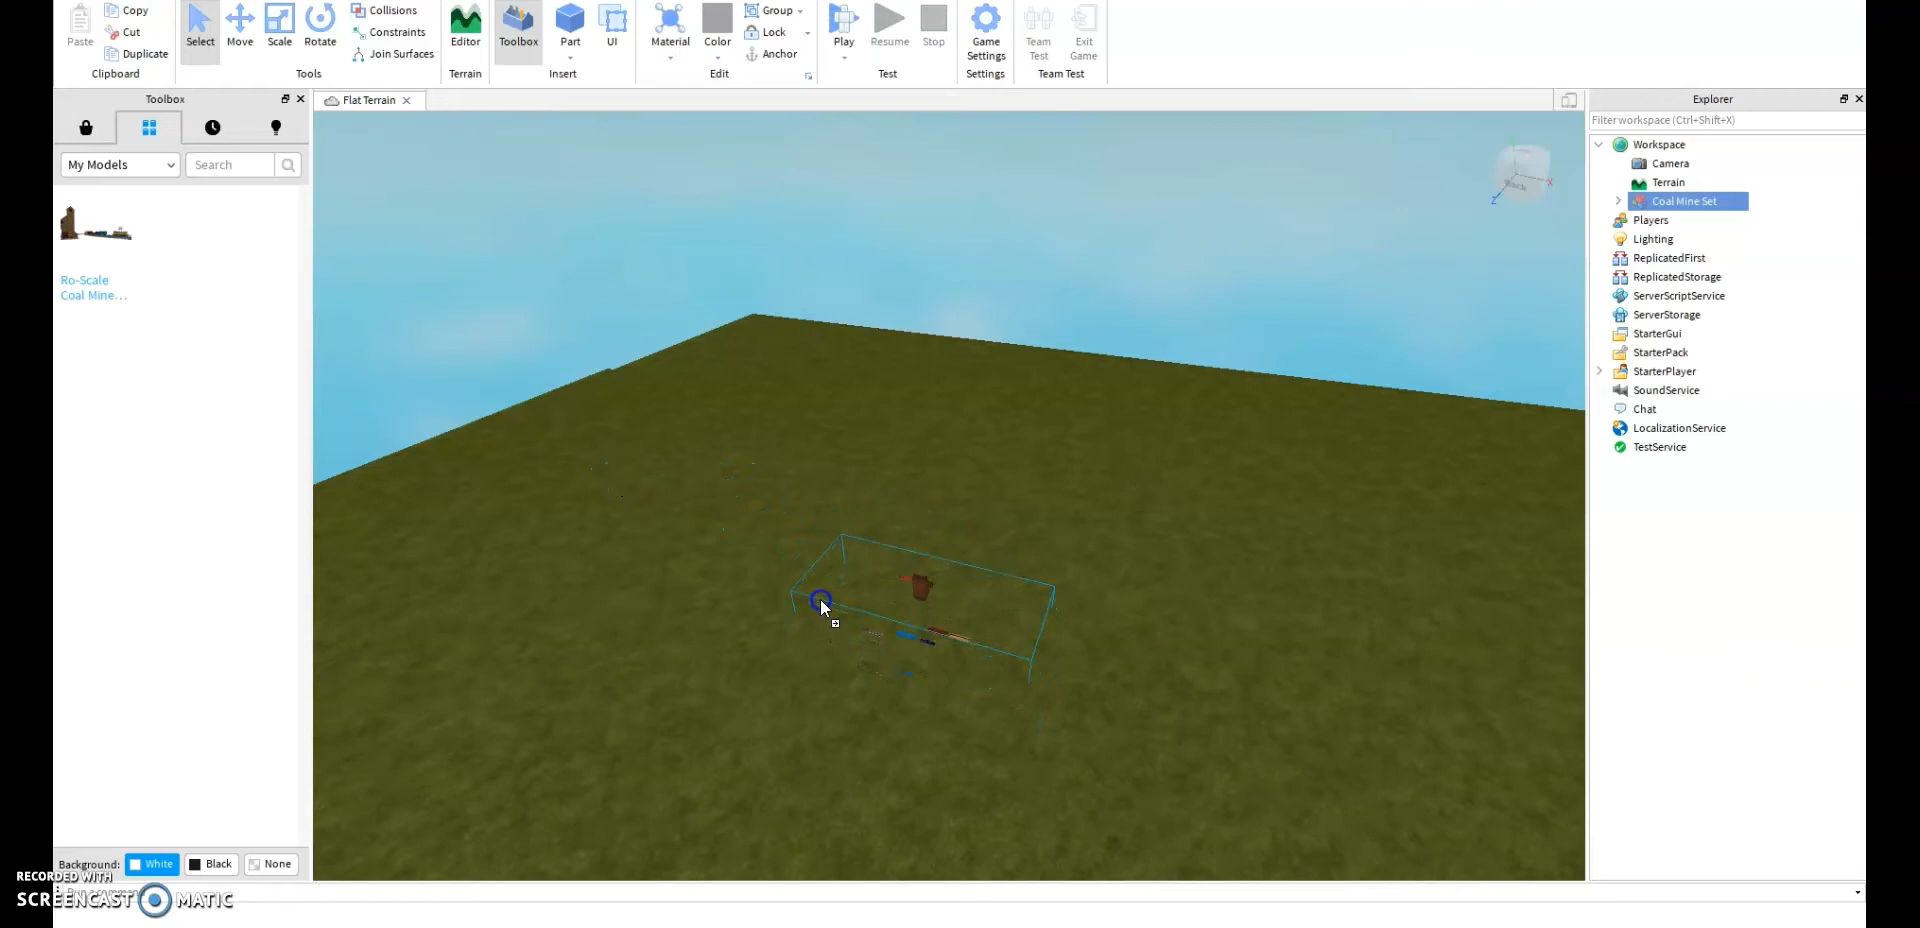 Copy
Cut
Duplicate
Paste
Clipboard
Select
Move
Scale
Rotate
Collisions
Constraints
Join Surfaces
Tools
Editor
Terrain
Toolbox
Part
UI
Insert
Material
Color
Group
Lock
Anchor
Edit
Play
Resume
Stop
Test
Game
Settings
Settings
Team
Test
Exit
Game
Team Test
Toolbox
My Models
Search
Ro-Scale
Coal Mine...
Background:
White
Black
None
Flat Terrain
Back
X
Z
Explorer
Filter workspace (Ctrl+Shift+X)
Workspace
Camera
Terrain
Coal Mine Set
Players
Lighting
ReplicatedFirst
ReplicatedStorage
ServerScriptService
ServerStorage
StarterGui
StarterPack
StarterPlayer
SoundService
Chat
LocalizationService
TestService
RECORDED WITH
SCREENCAST MATIC